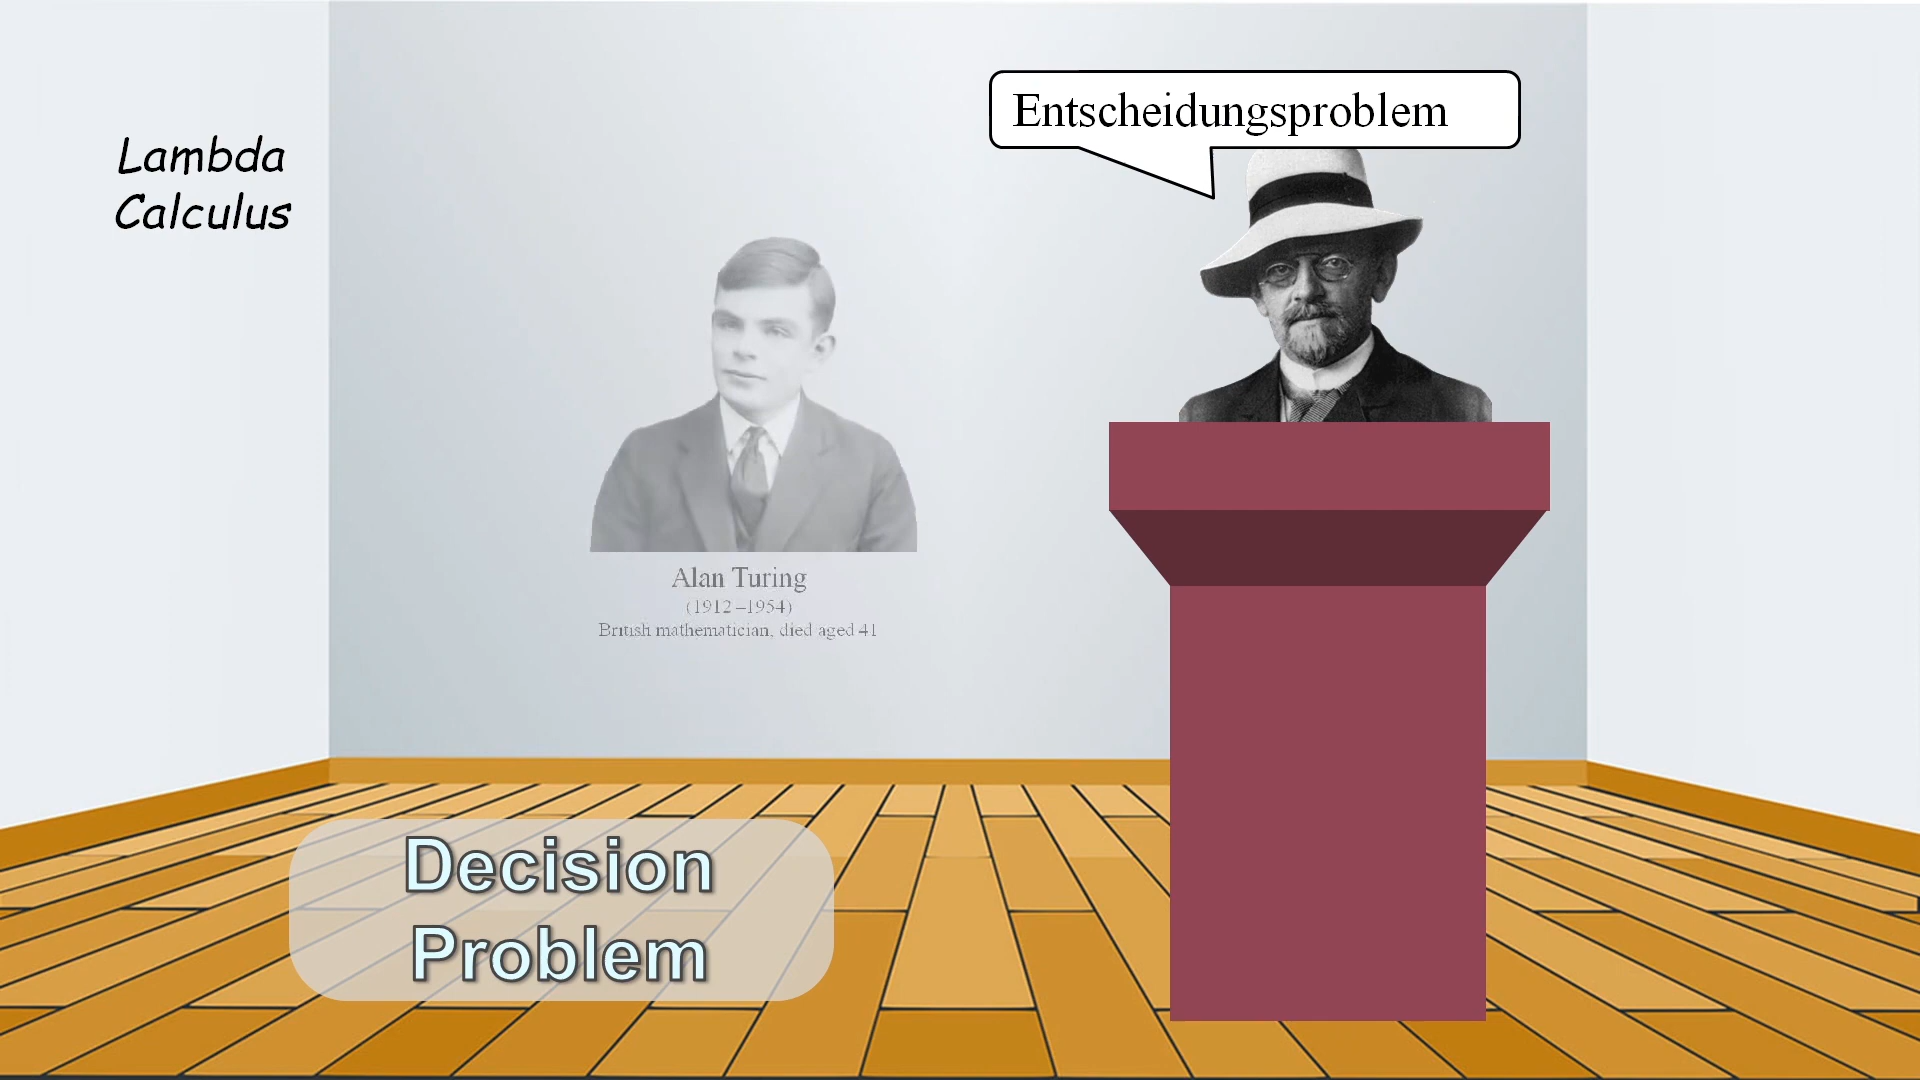 Entscheidungsproblem
Lambda
Calculus
Alan Turing
(1912–1954)
British mathematician, died aged 41
Decision
Problem